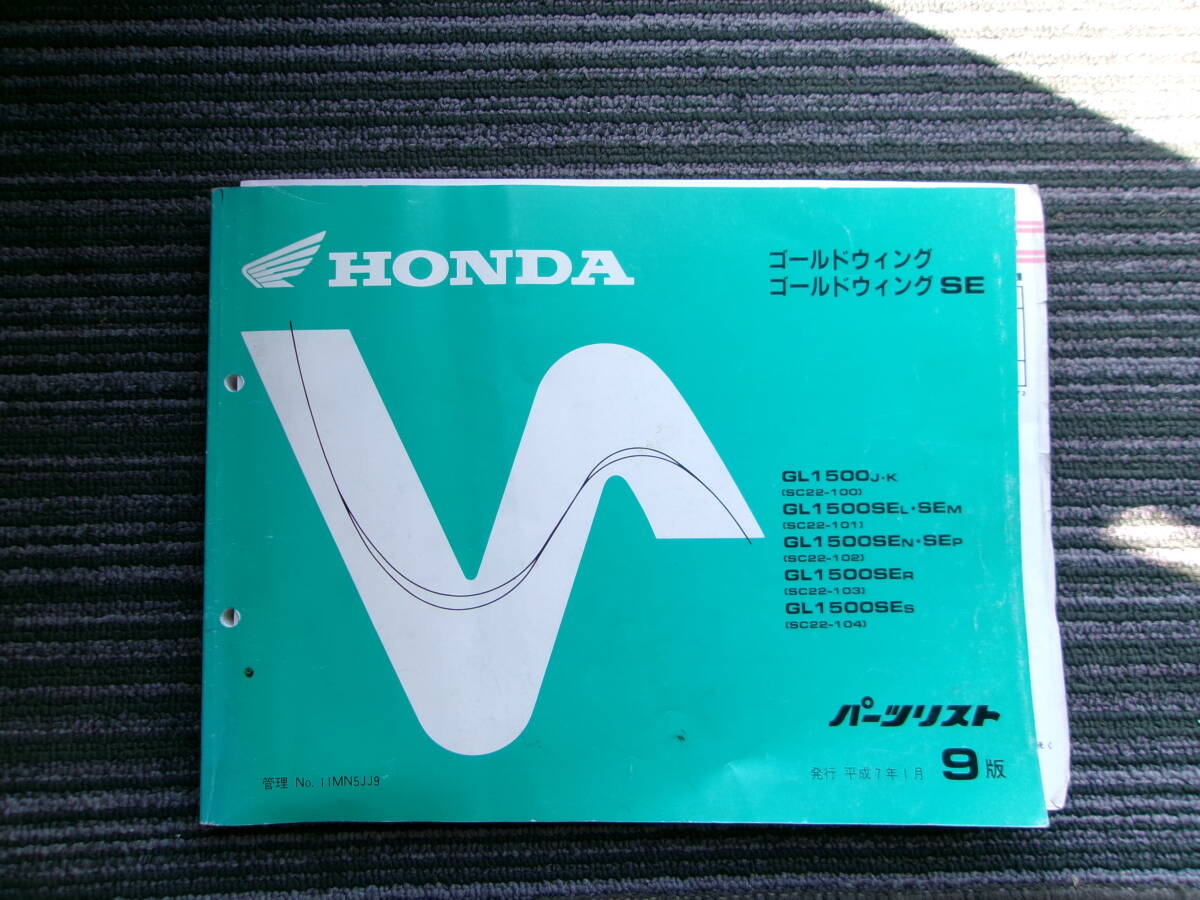 HONDA
ゴールドウィング
ゴールドウィング SE
GL1500J・K
(SC22-100)
GL1500SEL・SEM
(SC22-101)
GL1500SEN・SEP
(SC22-102)
GL1500SER
(SC22-103)
GL1500SES
(SC22-104)
パーツリスト
発行 平成7年1月 9版
管理 No. 11MN5JJ9